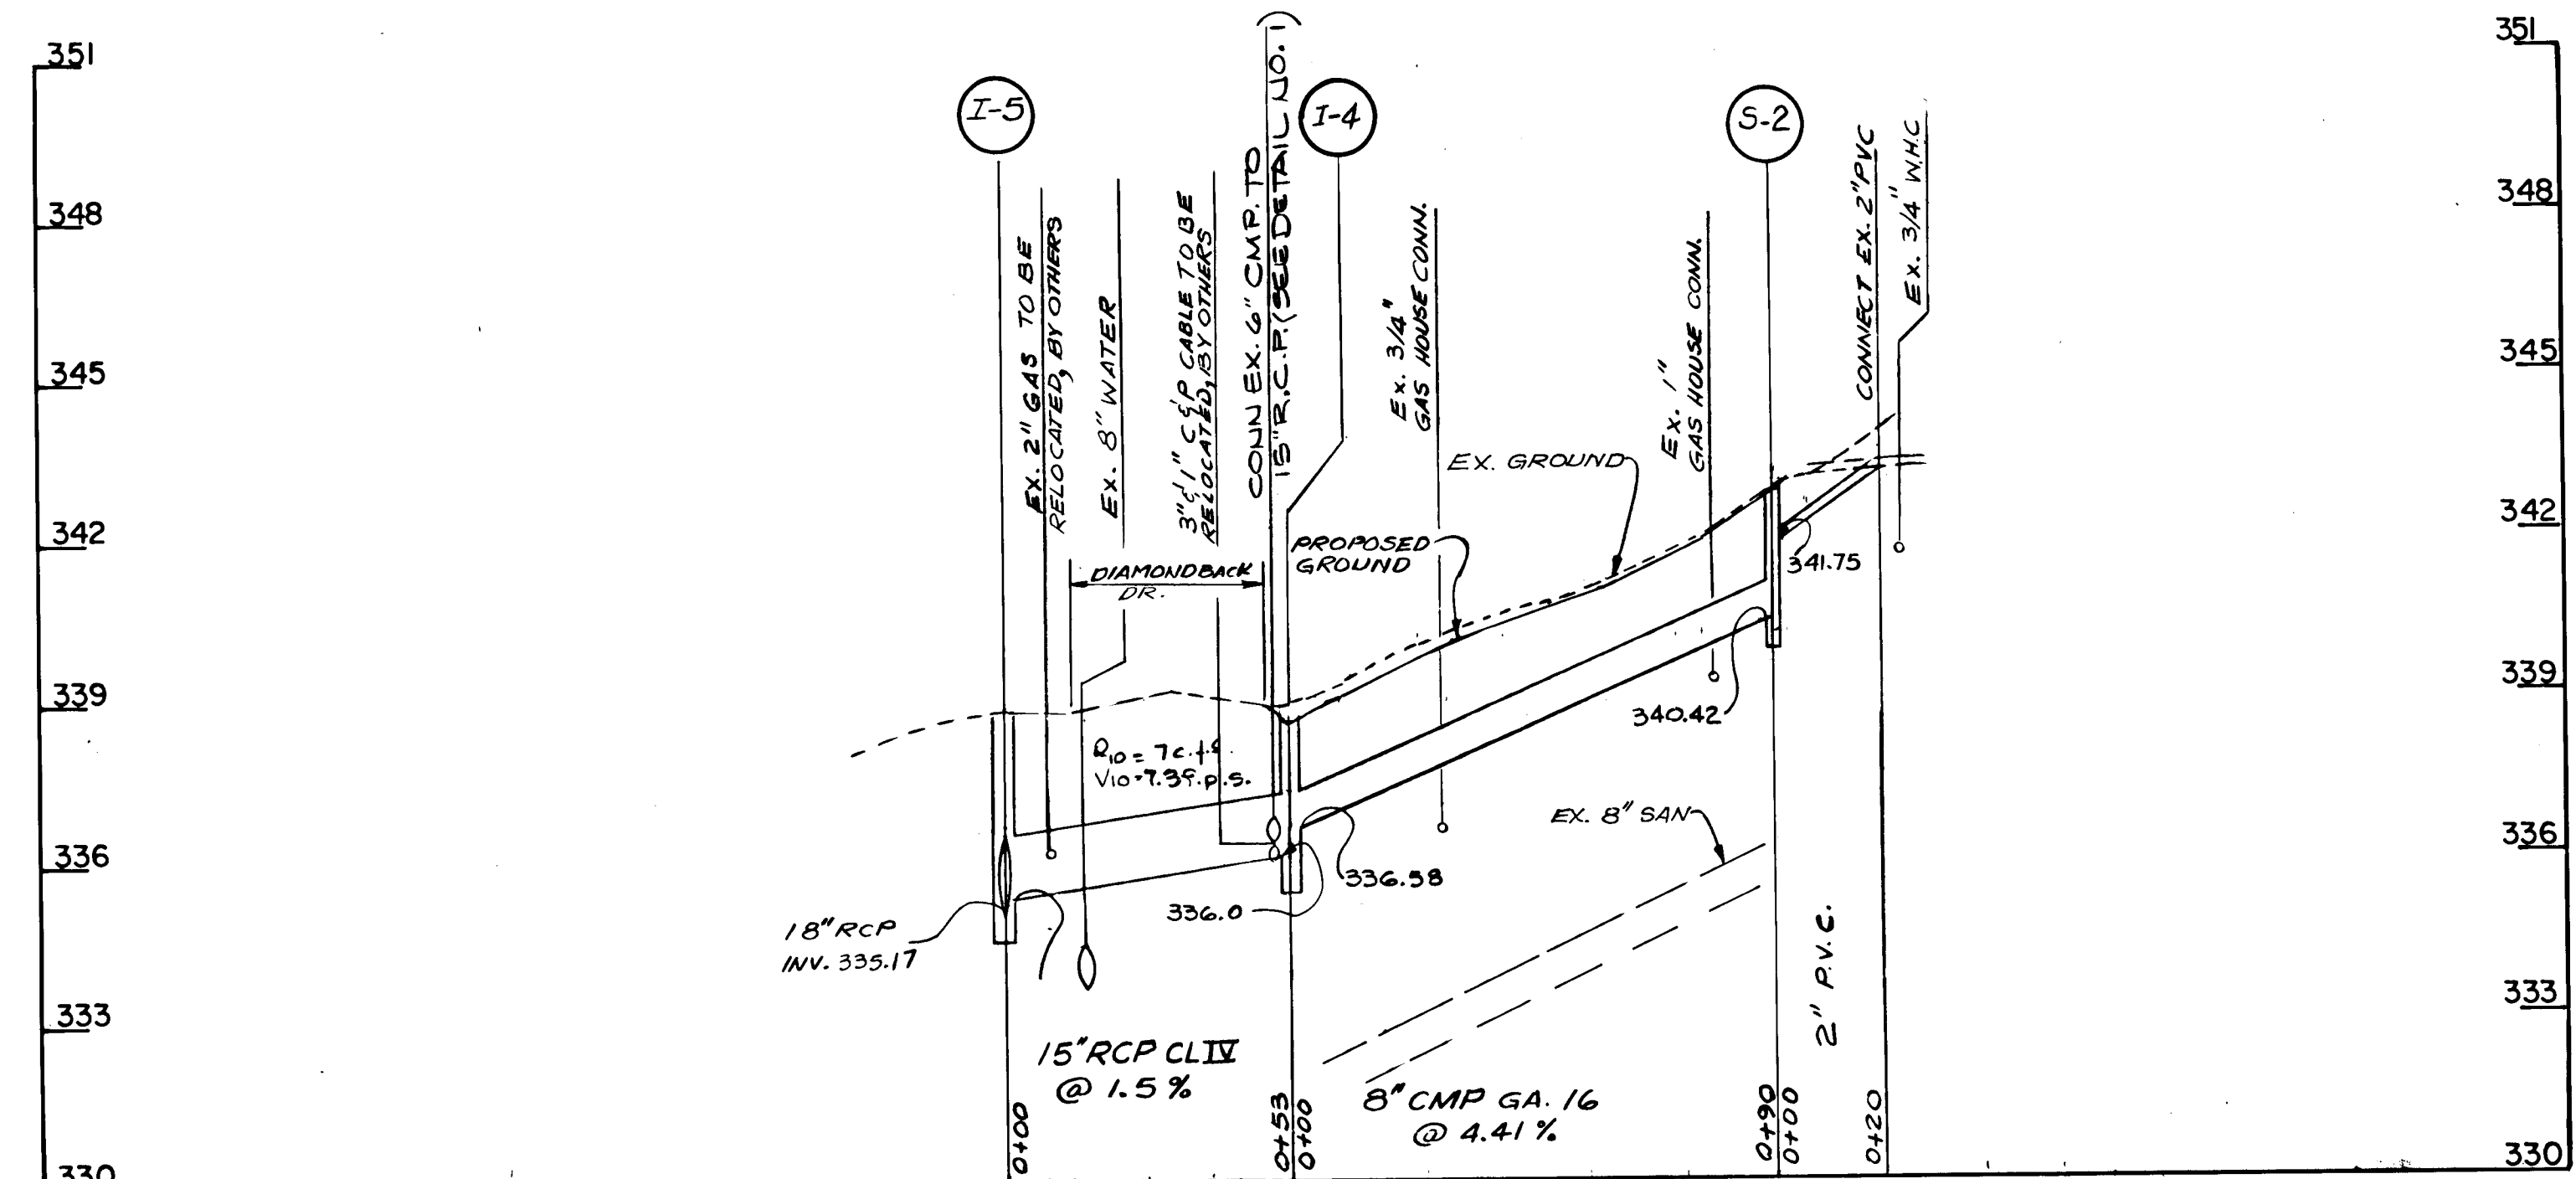 351
348
345
342
339
336
333
330
I-5
I-4
S-2
EX. 2" GAS TO BE
RELOCATED, BY OTHERS
EX. 8" WATER
3" & 1" C & P CABLE TO BE
RELOCATED, BY OTHERS
CONN EX. 6" CMP. TO
15" R.C.P. (SEE DETAIL NO. 1)
EX. 3/4"
GAS HOUSE CONN.
EX. 1"
GAS HOUSE CONN.
CONNECT EX. 2" PVC
EX. 3/4" W.H.C
DIAMONDBACK
DR.
PROPOSED
GROUND
EX. GROUND
341.75
340.42
Q10 = 7 c.f.s.
V10 = 7.3 f.p.s.
336.58
336.0
EX. 8" SAN
18" RCP
INV. 335.17
15" RCP CL IV
@ 1.5 %
8" CMP GA. 16
@ 4.41 %
2" P.V.C.
0+00
0+53
0+00
0+90
0+00
0+20
351
348
345
342
339
336
333
330